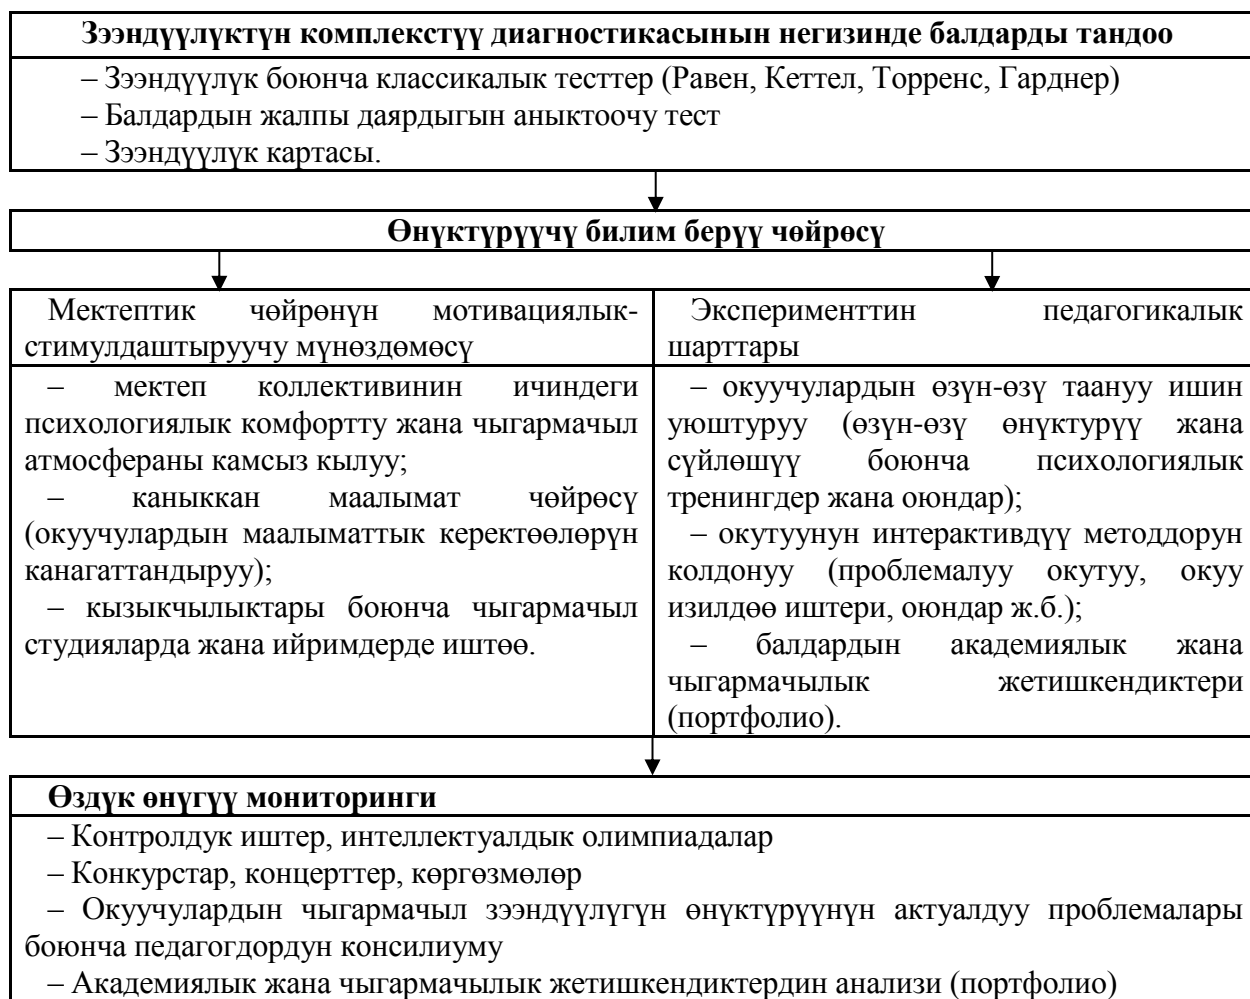 Зээндүүлүктүн комплекстүү диагностикасынын негизинде балдарды тандоо
– Зээндүүлүк боюнча классикалык тесттер (Равен, Кеттел, Торренс, Гарднер)
– Балдардын жалпы даярдыгын аныктоочу тест
– Зээндүүлүк картасы.
Өнүктүрүүчү билим берүү чөйрөсү
Мектептик чөйрөнүн мотивациялык-
стимулдаштыруучу мүнөздөмөсү
– мектеп коллективинин ичиндеги
психологиялык комфортту жана чыгармачыл
атмосфераны камсыз кылуу;
– каныккан маалымат чөйрөсү
(окуучулардын маалыматтык керектөөлөрүн
канагаттандыруу);
– кызыкчылыктары боюнча чыгармачыл
студияларда жана ийримдерде иштөө.
Эксперименттин педагогикалык
шарттары
– окуучулардын өзүн-өзү таануу ишин
уюштуруу (өзүн-өзү өнүктурүү жана
сүйлөшүү боюнча психологиялык
тренингдер жана оюндар);
– окутуунун интерактивдүү методдорун
колдонуу (проблемалуу окутуу, окуу
изилдөө иштери, оюндар ж.б.);
– балдардын академиялык жана
чыгармачылык жетишкендиктери
(портфолио).
Өздүк өнүгүү мониторинги
– Контролдук иштер, интеллектуалдык олимпиадалар
– Конкурстар, концерттер, көргөзмөлөр
– Окуучулардын чыгармачыл зээндүүлүгүн өнүктүрүүнүн актуалдуу проблемалары
боюнча педагогдордун консилиуму
– Академиялык жана чыгармачылык жетишкендиктердин анализи (портфолио)